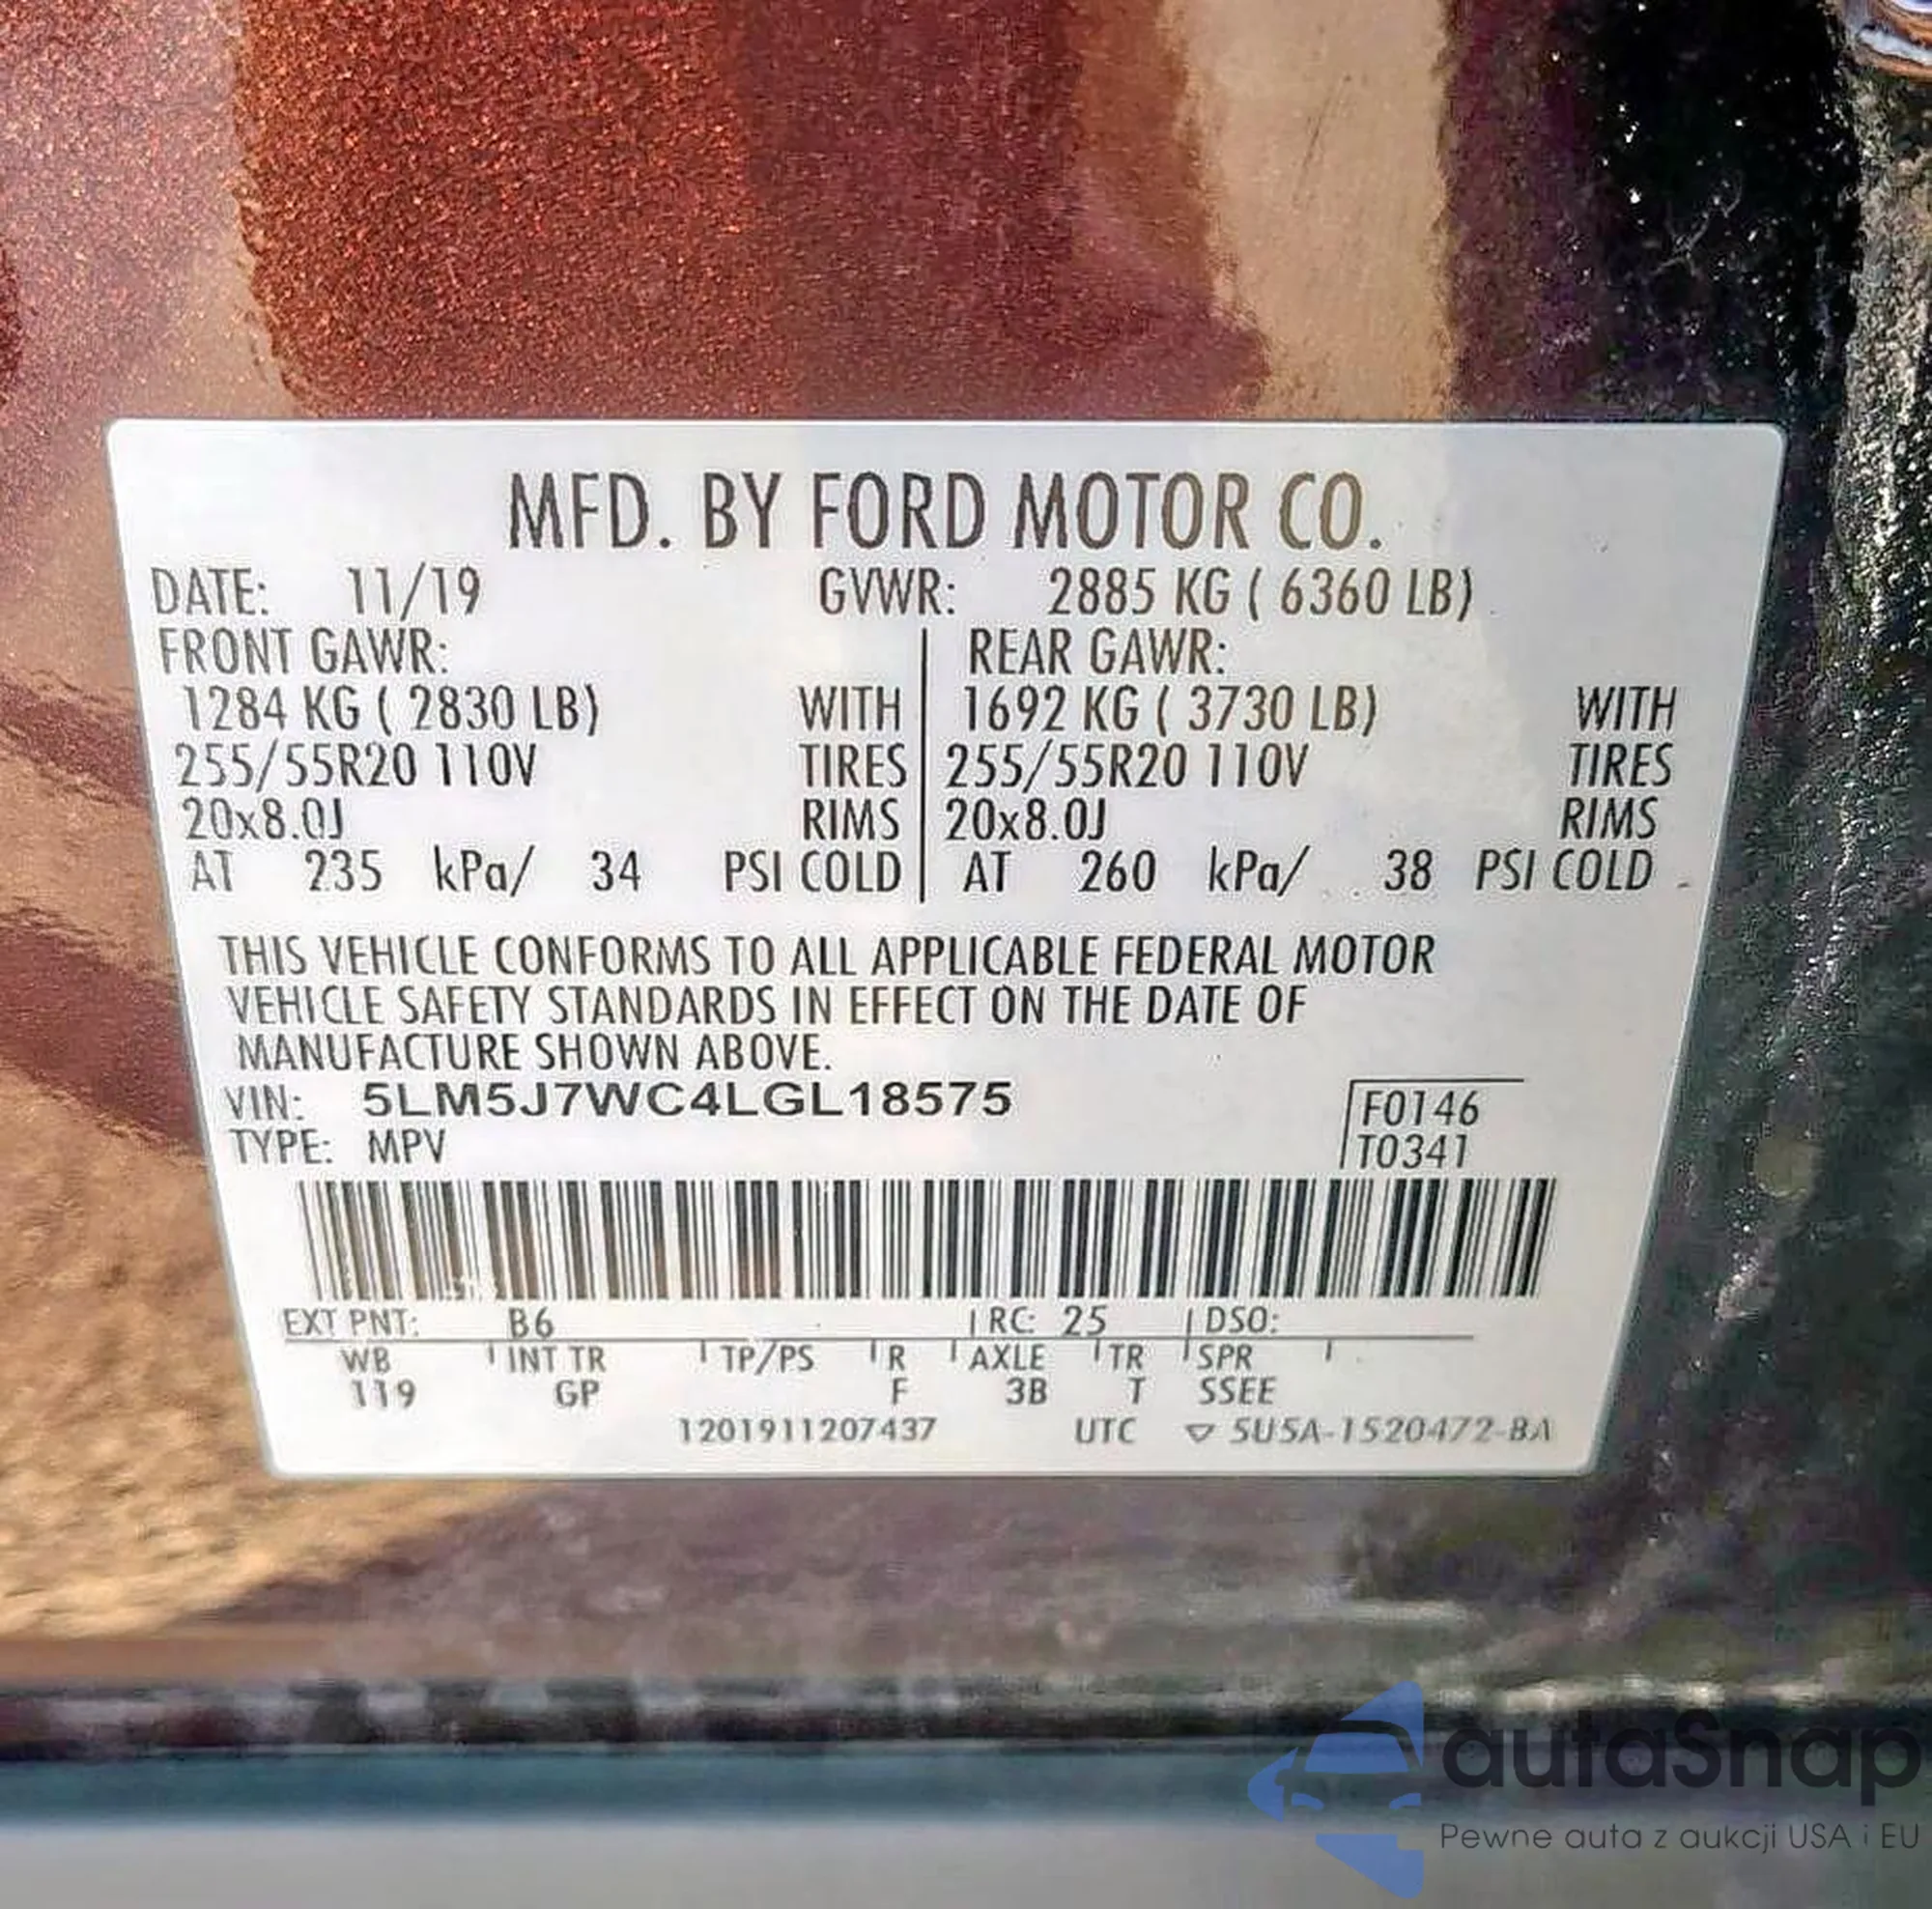 MFD. BY FORD MOTOR CO.
DATE: 11/19 GVWR: 2885 KG ( 6360 LB)
FRONT GAWR: REAR GAWR:
1284 KG ( 2830 LB) WITH 1692 KG ( 3730 LB) WITH
255/55R20 110V TIRES 255/55R20 110V TIRES
20x8.0J RIMS 20x8.0J RIMS
AT 235 kPa/ 34 PSI COLD AT 260 kPa/ 38 PSI COLD
THIS VEHICLE CONFORMS TO ALL APPLICABLE FEDERAL MOTOR
VEHICLE SAFETY STANDARDS IN EFFECT ON THE DATE OF
MANUFACTURE SHOWN ABOVE.
VIN: 5LM5J7WC4LGL18575 F0146
TYPE: MPV T0341
EXT PNT: B6 RC: 25 DSO:
WB INT TR TP/PS R AXLE TR SPR
119 GP F 3B T SSEE
1201911207437 UTC ▽ 5U5A-1520472-BA
autaSnap
Pewne auta z aukcji USA i EU